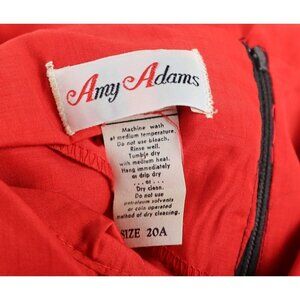 Amy Adams
Machine wash
at medium temperature.
Do not use bleach.
Rinse well.
Tumble dry
with medium heat.
Hang immediately
or drip dry
... or ...
Dry clean.
Do not use
petroleum solvents
or coin operated
method of dry cleaning.
SIZE 20A